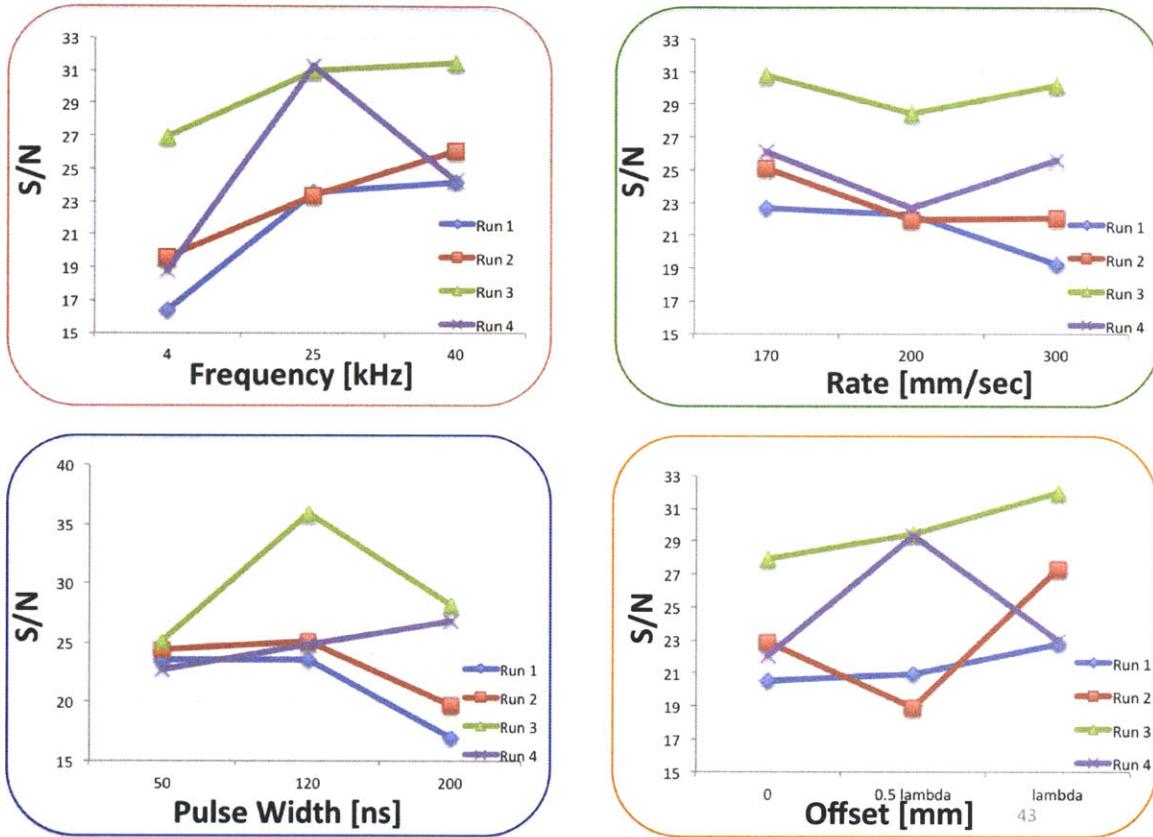 S/N
33
31
29
27
25
23
21
19
17
15
4
25
40
Frequency [kHz]
Run 1
Run 2
Run 3
Run 4
S/N
33
31
29
27
25
23
21
19
17
15
170
200
300
Rate [mm/sec]
Run 1
Run 2
Run 3
Run 4
S/N
40
35
30
25
20
15
50
120
200
Pulse Width [ns]
Run 1
Run 2
Run 3
Run 4
S/N
33
31
29
27
25
23
21
19
17
15
0
0.5 lambda
lambda
Offset [mm]
43
Run 1
Run 2
Run 3
Run 4